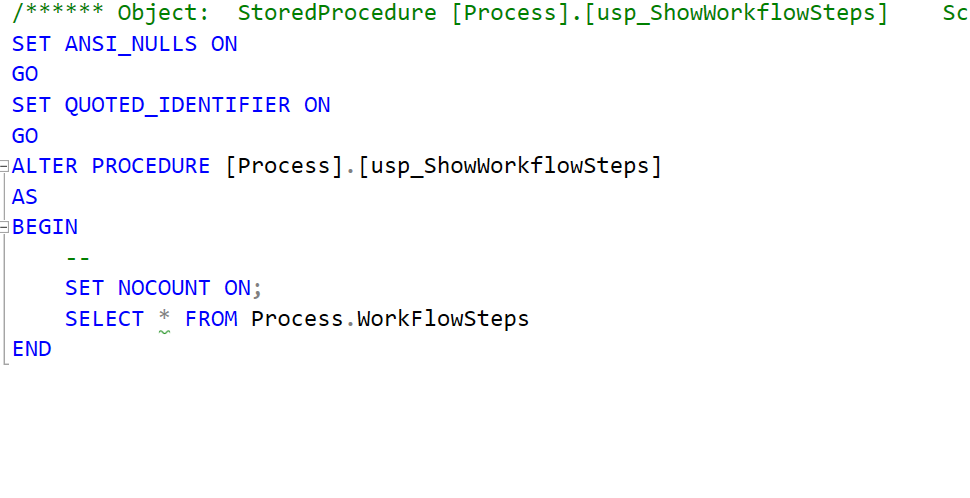 /****** Object:  StoredProcedure [Process].[usp_ShowWorkflowSteps]    Sc
SET ANSI_NULLS ON
GO
SET QUOTED_IDENTIFIER ON
GO
ALTER PROCEDURE [Process].[usp_ShowWorkflowSteps]
AS
BEGIN
    --
    SET NOCOUNT ON;
    SELECT * FROM Process.WorkFlowSteps
END